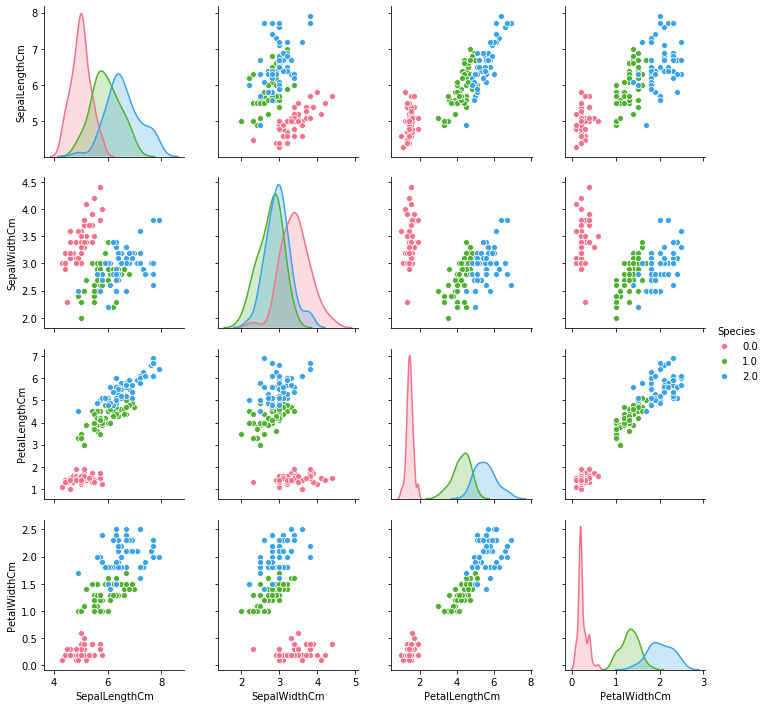 8
7
6
5
SepalLengthCm
4.5
4.0
3.5
3.0
2.5
2.0
SepalWidthCm
Species
0.0
1.0
2.0
7
6
5
4
3
2
1
PetalLengthCm
2.5
2.0
1.5
1.0
0.5
0.0
PetalWidthCm
4 6 8
SepalLengthCm
2 3 4 5
SepalWidthCm
2 4 6 8
PetalLengthCm
0 1 2 3
PetalWidthCm